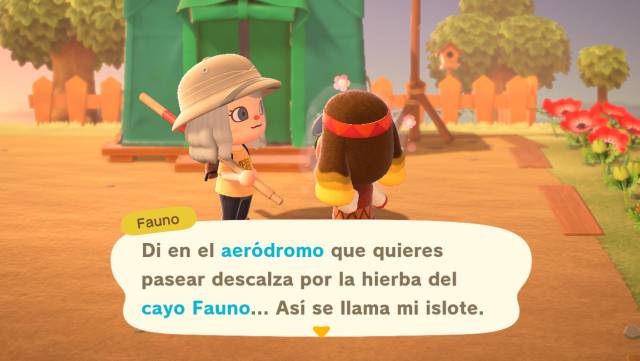 Fauno
Di en el aeródromo que quieres
pasear descalza por la hierba del
cayo Fauno... Así se llama mi islote.